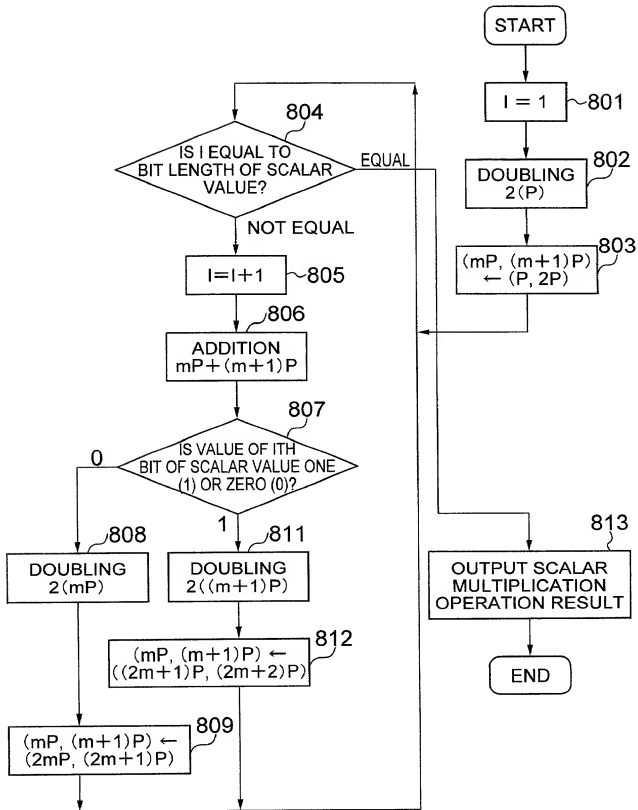 START
I = 1
801
DOUBLING
2(P)
802
(mP, (m+1)P)
← (P, 2P)
803
804
IS I EQUAL TO
BIT LENGTH OF SCALAR
VALUE?
EQUAL
NOT EQUAL
I=I+1
805
806
ADDITION
mP+(m+1)P
807
IS VALUE OF ITH
BIT OF SCALAR VALUE ONE
(1) OR ZERO (0)?
0
1
808
DOUBLING
2(mP)
811
DOUBLING
2((m+1)P)
812
(mP, (m+1)P) ←
((2m+1)P, (2m+2)P)
809
(mP, (m+1)P) ←
(2mP, (2m+1)P)
813
OUTPUT SCALAR
MULTIPLICATION
OPERATION RESULT
END